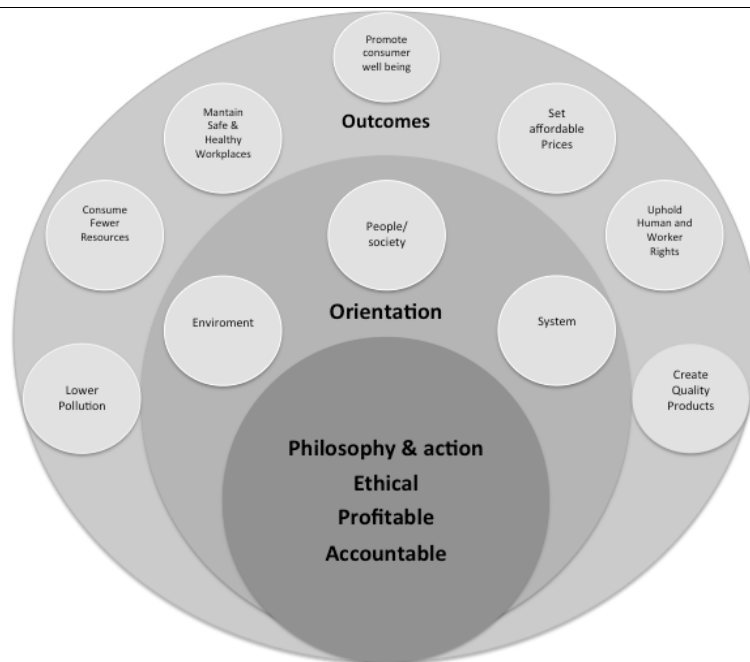 Promote
consumer
well being
Outcomes
Mantain
Safe &
Healthy
Workplaces
Set
affordable
Prices
Consume
Fewer
Resources
People/
society
Uphold
Human and
Worker
Rights
Orientation
Enviroment
System
Lower
Pollution
Create
Quality
Products
Philosophy & action
Ethical
Profitable
Accountable